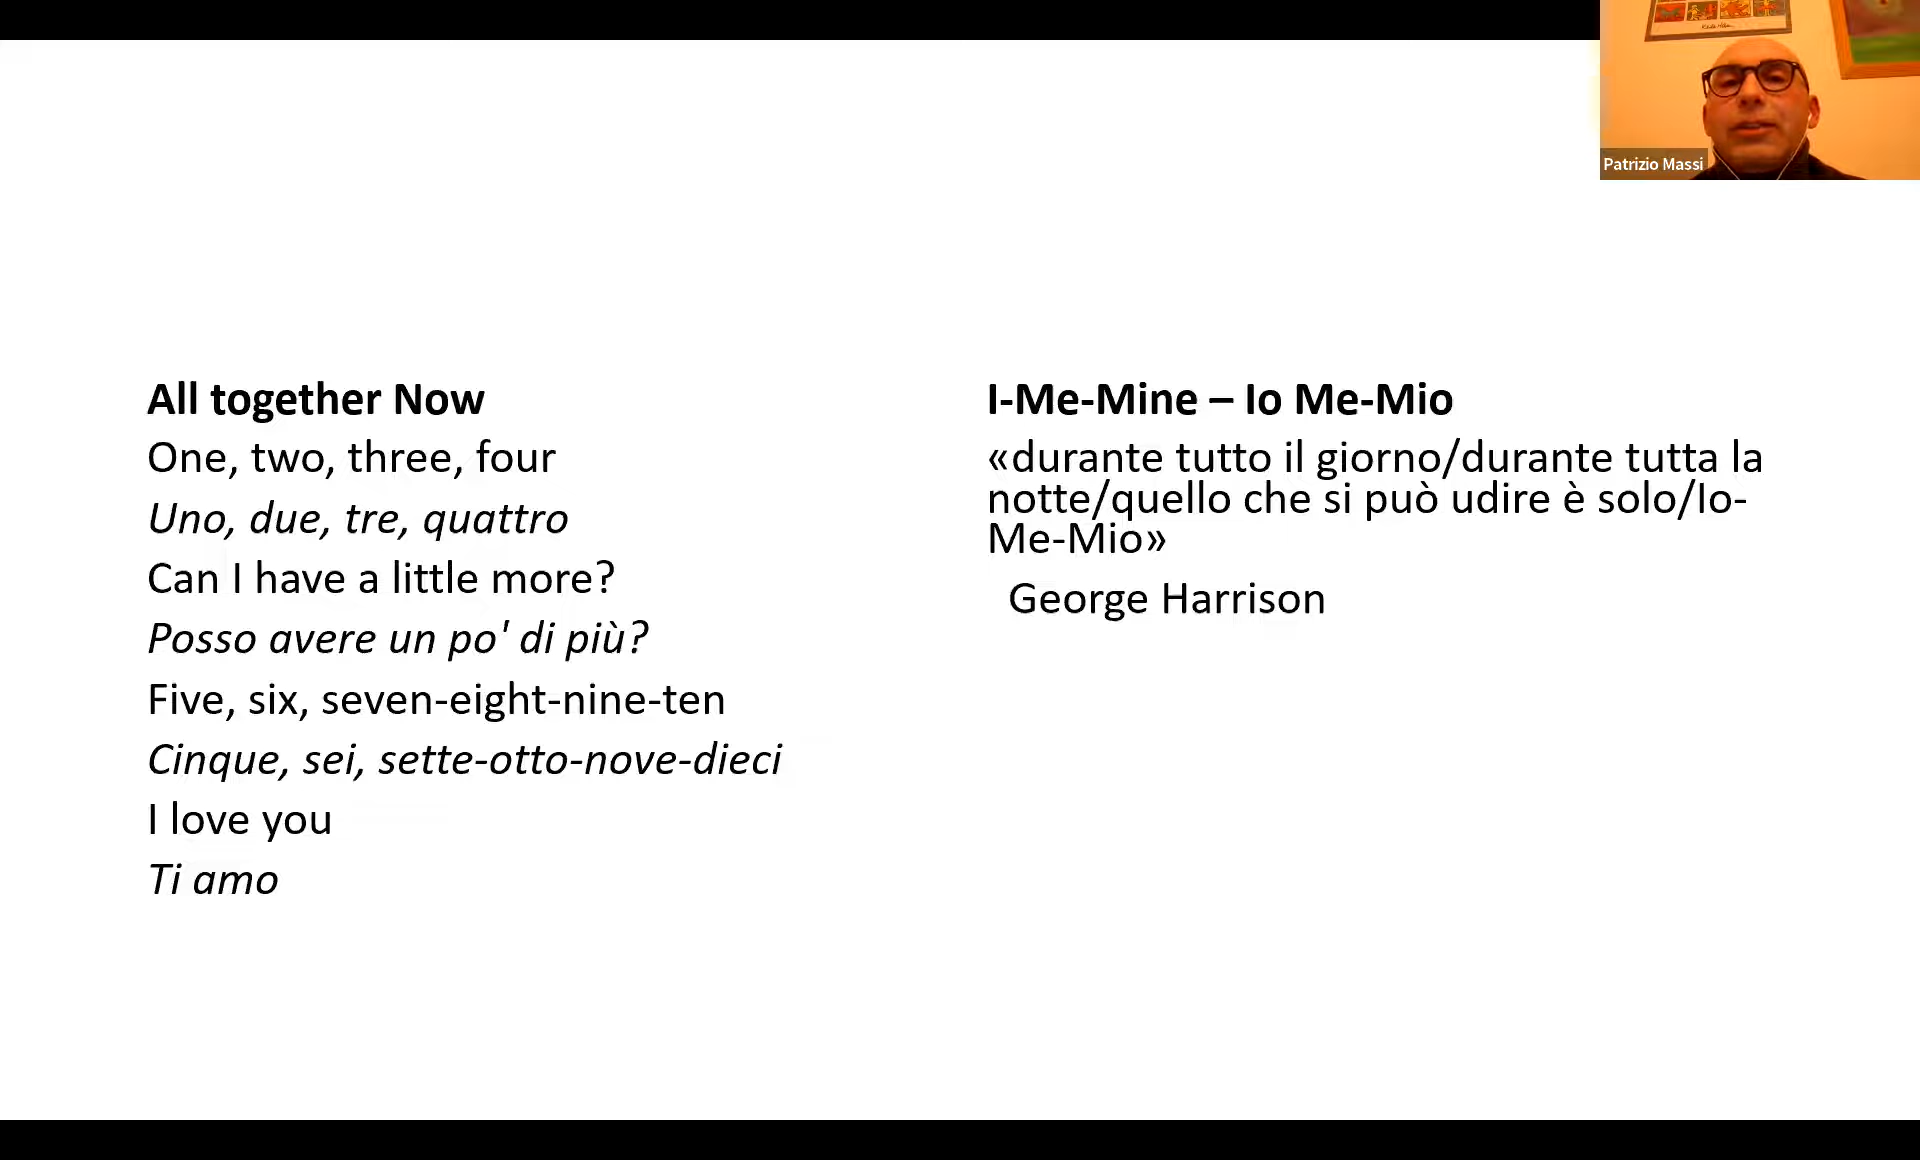 Patrizio Massi
All together Now
One, two, three, four
Uno, due, tre, quattro
Can I have a little more?
Posso avere un po' di più?
Five, six, seven-eight-nine-ten
Cinque, sei, sette-otto-nove-dieci
I love you
Ti amo
I-Me-Mine – Io Me-Mio
«durante tutto il giorno/durante tutta la
notte/quello che si può udire è solo/Io-
Me-Mio»
George Harrison